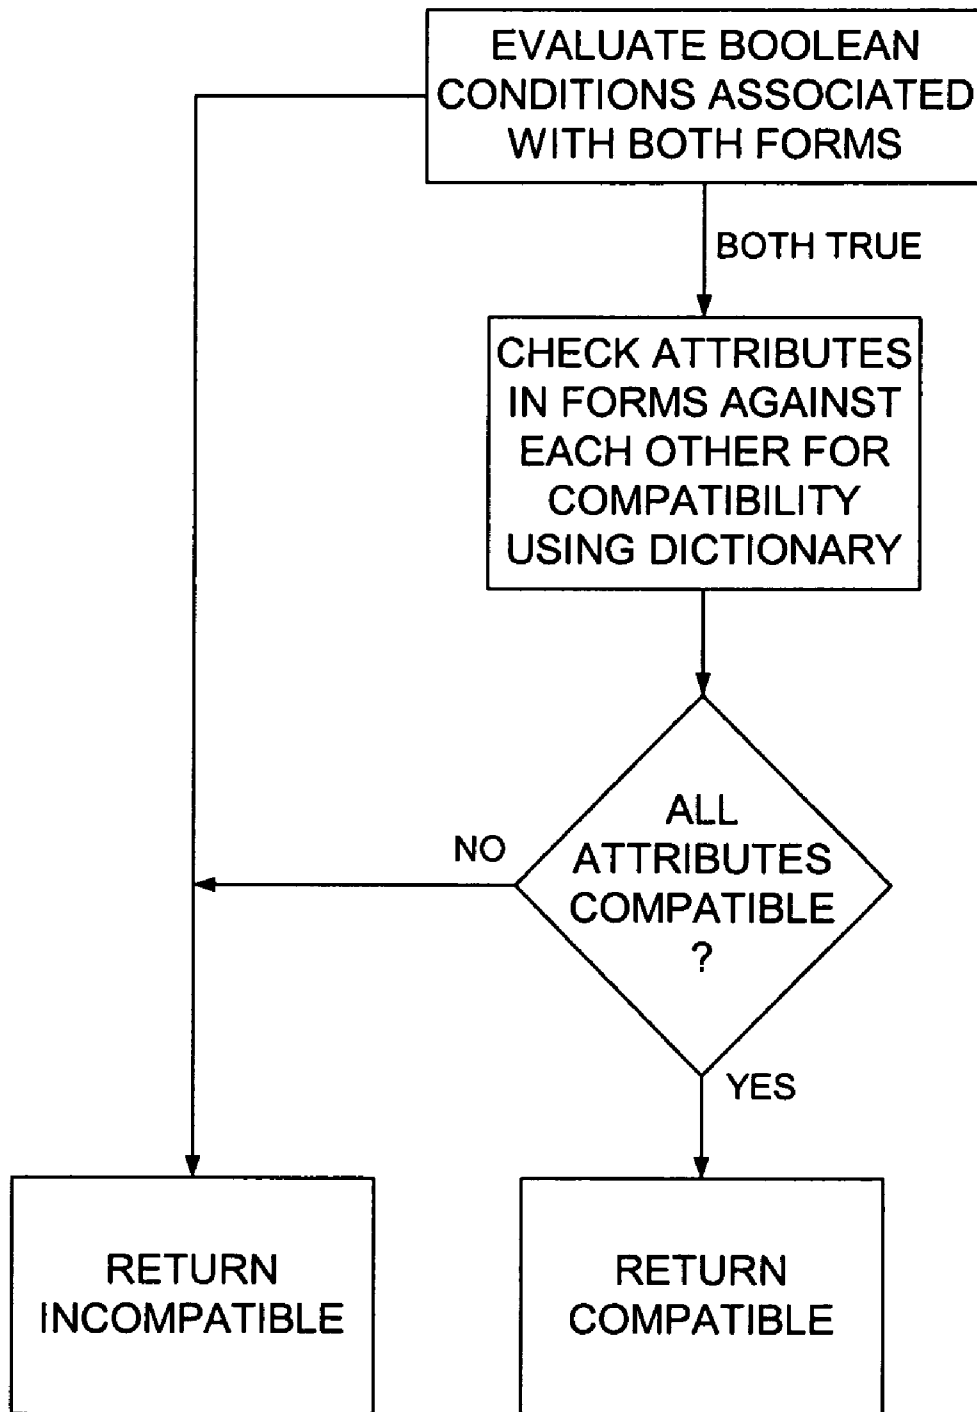 EVALUATE BOOLEAN
CONDITIONS ASSOCIATED
WITH BOTH FORMS
BOTH TRUE
CHECK ATTRIBUTES
IN FORMS AGAINST
EACH OTHER FOR
COMPATIBILITY
USING DICTIONARY
NO
ALL
ATTRIBUTES
COMPATIBLE
?
YES
RETURN
INCOMPATIBLE
RETURN
COMPATIBLE